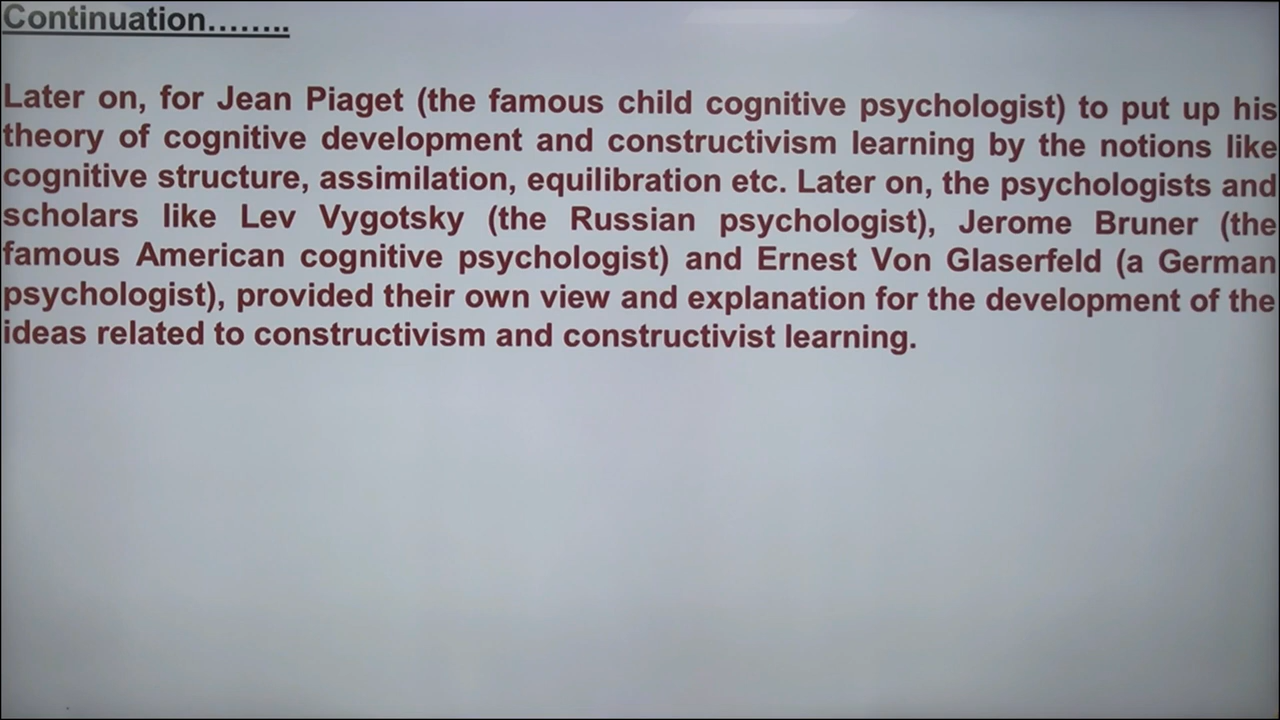 Continuation........
Later on, for Jean Piaget (the famous child cognitive psychologist) to put up his
theory of cognitive development and constructivism learning by the notions like
cognitive structure, assimilation, equilibration etc. Later on, the psychologists and
scholars like Lev Vygotsky (the Russian psychologist), Jerome Bruner (the
famous American cognitive psychologist) and Ernest Von Glaserfeld (a German
psychologist), provided their own view and explanation for the development of the
ideas related to constructivism and constructivist learning.